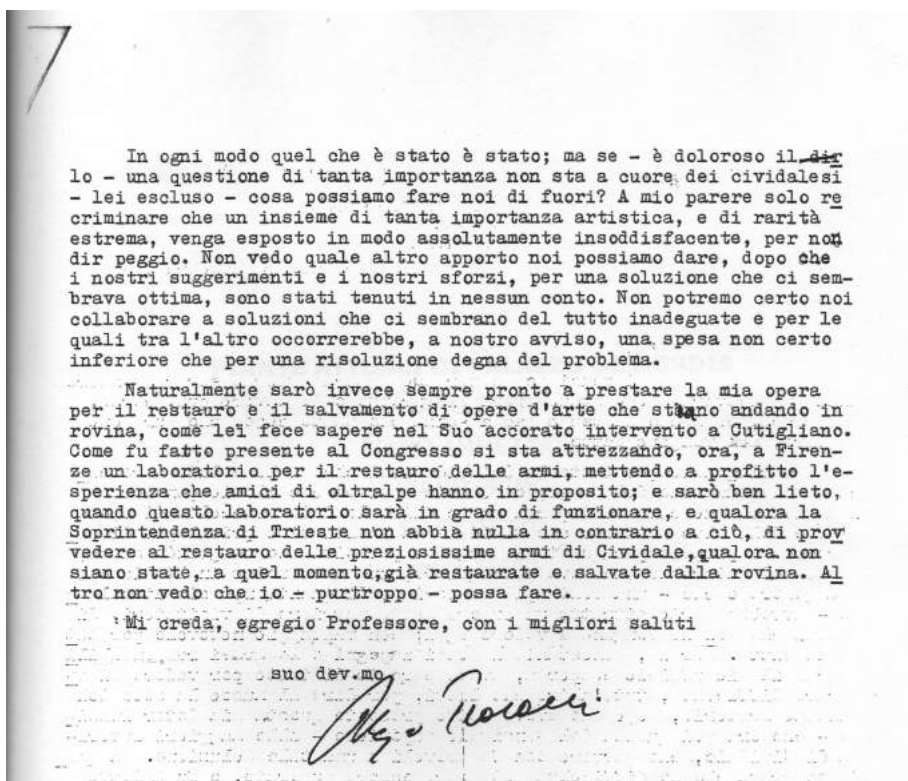 7
In ogni modo quel che è stato è stato; ma se - è doloroso il dir
lo - una questione di tanta importanza non sta a cuore dei cividalesi
- lei escluso - cosa possiamo fare noi di fuori? A mio parere solo re
criminare che un insieme di tanta importanza artistica, e di rarità
estrema, venga esposto in modo assolutamente insoddisfacente, per non
dir peggio. Non vedo quale altro apporto noi possiamo dare, dopo che
i nostri suggerimenti e i nostri sforzi, per una soluzione che ci sem-
brava ottima, sono stati tenuti in nessun conto. Non potremo certo noi
collaborare a soluzioni che ci sembrano del tutto inadeguate e per le
quali tra l'altro occorrerebbe, a nostro avviso, una spesa non certo
inferiore che per una risoluzione degna del problema.
Naturalmente sarò invece sempre pronto a prestare la mia opera
per il restauro e il salvamento di opere d'arte che stiano andando in
rovina, come lei fece sapere nel Suo accorato intervento a Cutigliano.
Come fu fatto presente al Congresso si sta attrezzando, ora, a Firen-
ze un laboratorio per il restauro delle armi, mettendo a profitto l'e-
sperienza che amici di oltralpe hanno in proposito; e sarò ben lieto,
quando questo laboratorio sarà in grado di funzionare, e qualora la
Soprintendenza di Trieste non abbia nulla in contrario a ciò, di prov
vedere al restauro delle preziosissime armi di Cividale, qualora non
siano state, a quel momento, già restaurate e salvate dalla rovina. Al
tro non vedo che io - purtroppo - possa fare.
Mi creda, egregio Professore, con i migliori saluti
suo dev.mo